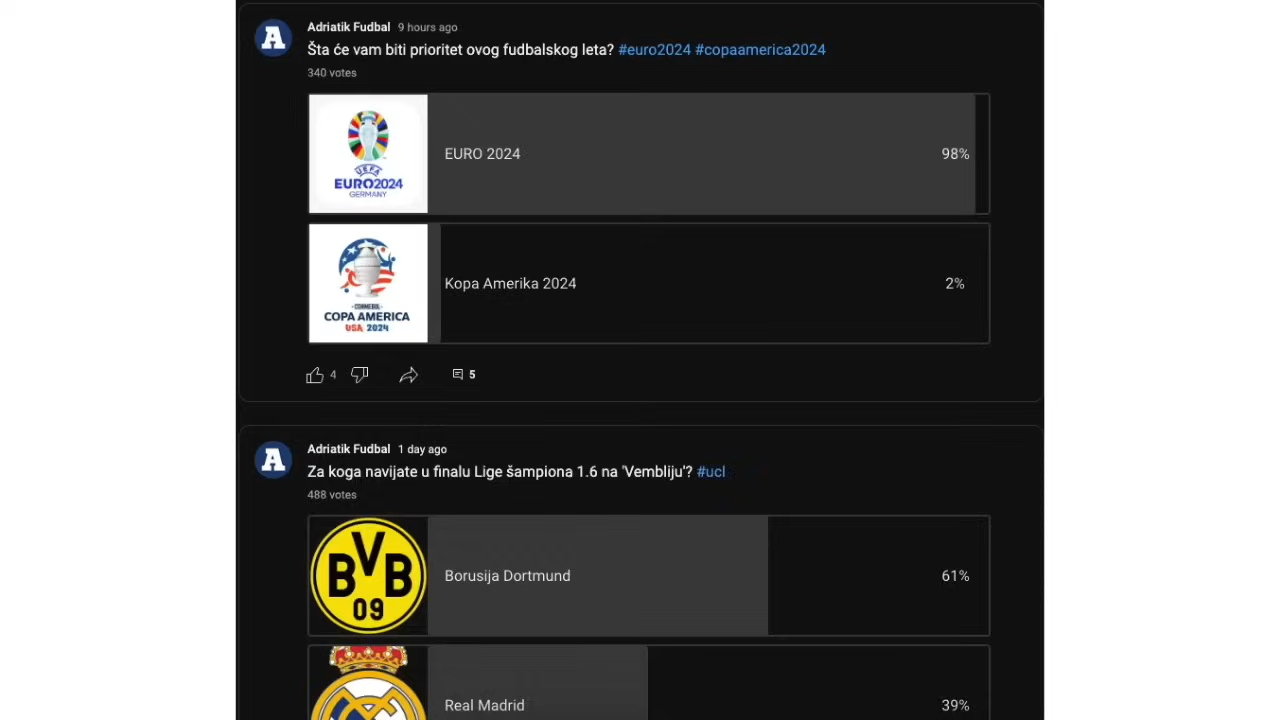 Adriatik Fudbal 9 hours ago
Šta će vam biti prioritet ovog fudbalskog leta? #euro2024 #copaamerica2024
340 votes
UEFA
EURO2024
GERMANY
EURO 2024
98%
CONMEBOL
COPA AMERICA
USA 2024
Kopa Amerika 2024
2%
4
5
Adriatik Fudbal 1 day ago
Za koga navijate u finalu Lige šampiona 1.6 na 'Vembliju'? #ucl
488 votes
BVB
09
Borusija Dortmund
61%
Real Madrid
39%